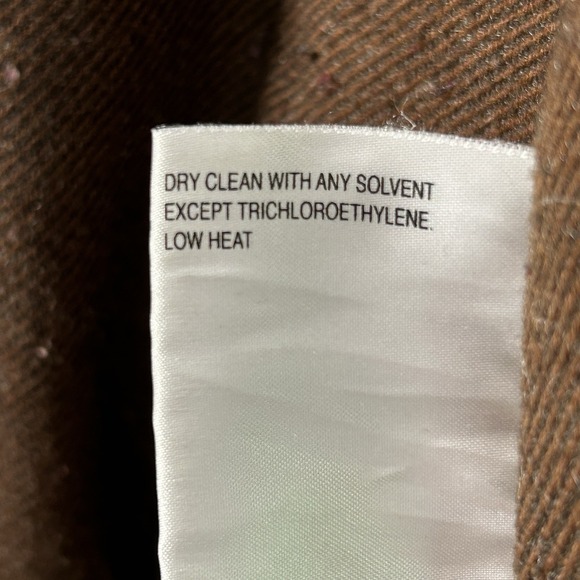 DRY CLEAN WITH ANY SOLVENT
EXCEPT TRICHLOROETHYLENE.
LOW HEAT